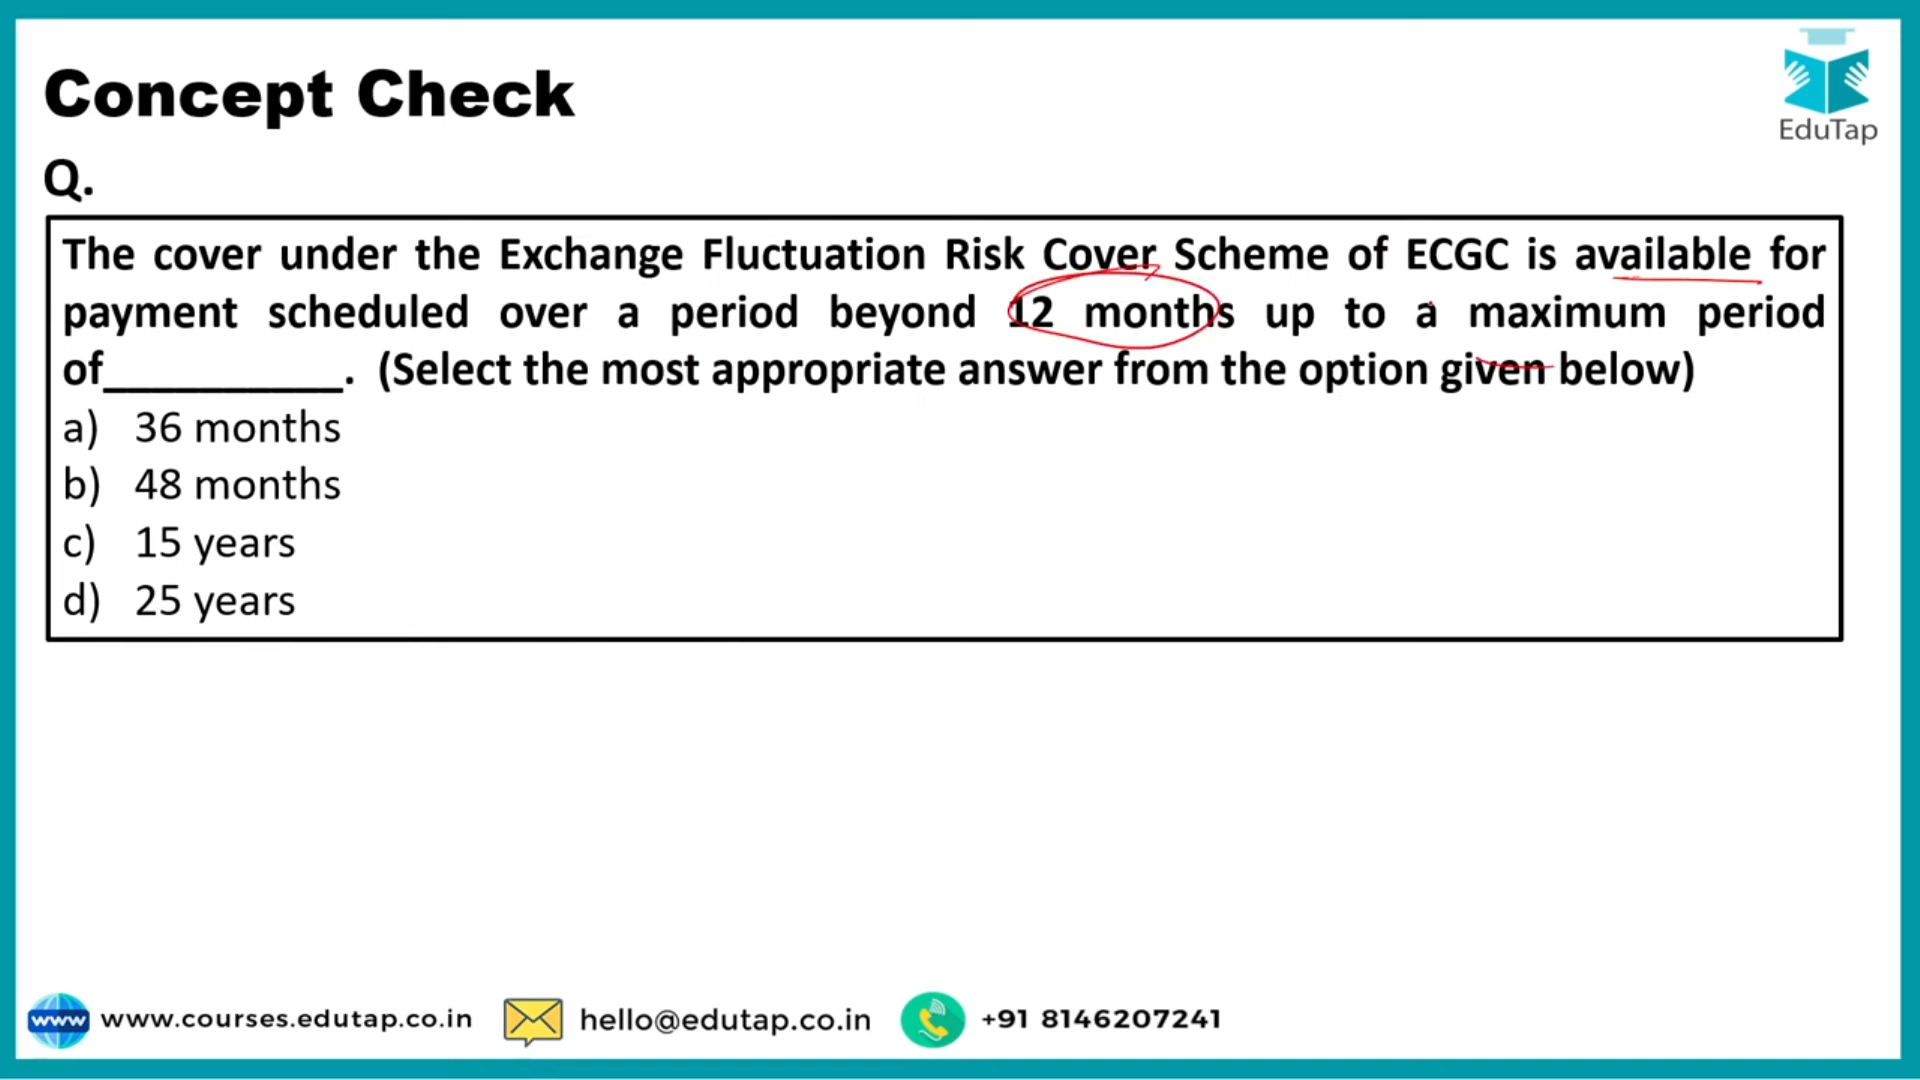 Concept Check
EduTap
Q.
The cover under the Exchange Fluctuation Risk Cover Scheme of ECGC is available for
payment scheduled over a period beyond 12 months up to a maximum period
of__________. (Select the most appropriate answer from the option given below)
a) 36 months
b) 48 months
c) 15 years
d) 25 years
www www.courses.edutap.co.in hello@edutap.co.in +91 8146207241